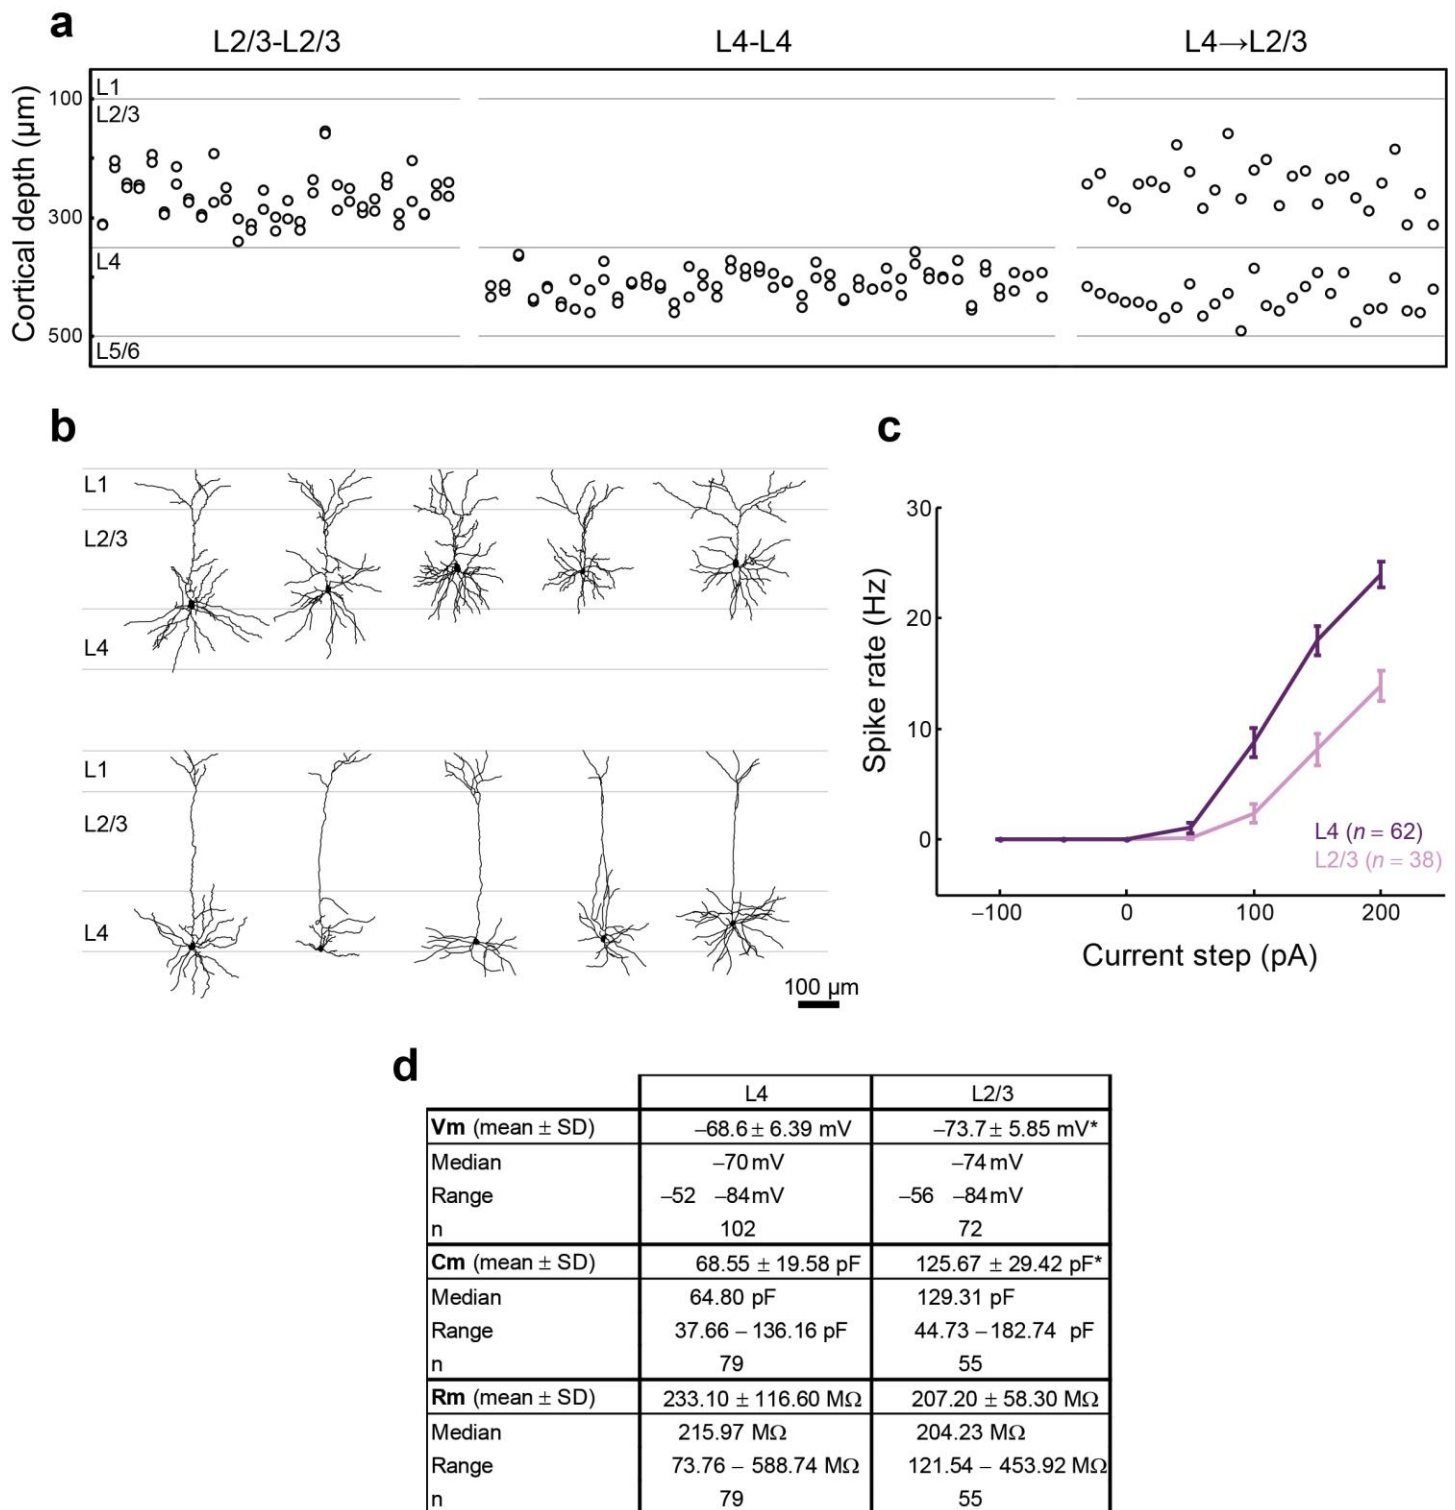 a
L2/3-L2/3 L4-L4 L4→L2/3
Cortical depth (µm)
L1
100
L2/3
300
L4
500
L5/6
b
L1
L2/3
L4
L1
L2/3
L4
100 µm
c
Spike rate (Hz)
30
20
10
0
L4 (n = 62)
L2/3 (n = 38)
–100 0 100 200
Current step (pA)
d
L4 L2/3
Vm (mean ± SD) –68.6 ± 6.39 mV –73.7 ± 5.85 mV*
Median –70 mV –74 mV
Range –52 –84 mV –56 –84 mV
n 102 72
Cm (mean ± SD) 68.55 ± 19.58 pF 125.67 ± 29.42 pF*
Median 64.80 pF 129.31 pF
Range 37.66 – 136.16 pF 44.73 – 182.74 pF
n 79 55
Rm (mean ± SD) 233.10 ± 116.60 MΩ 207.20 ± 58.30 MΩ
Median 215.97 MΩ 204.23 MΩ
Range 73.76 – 588.74 MΩ 121.54 – 453.92 MΩ
n 79 55